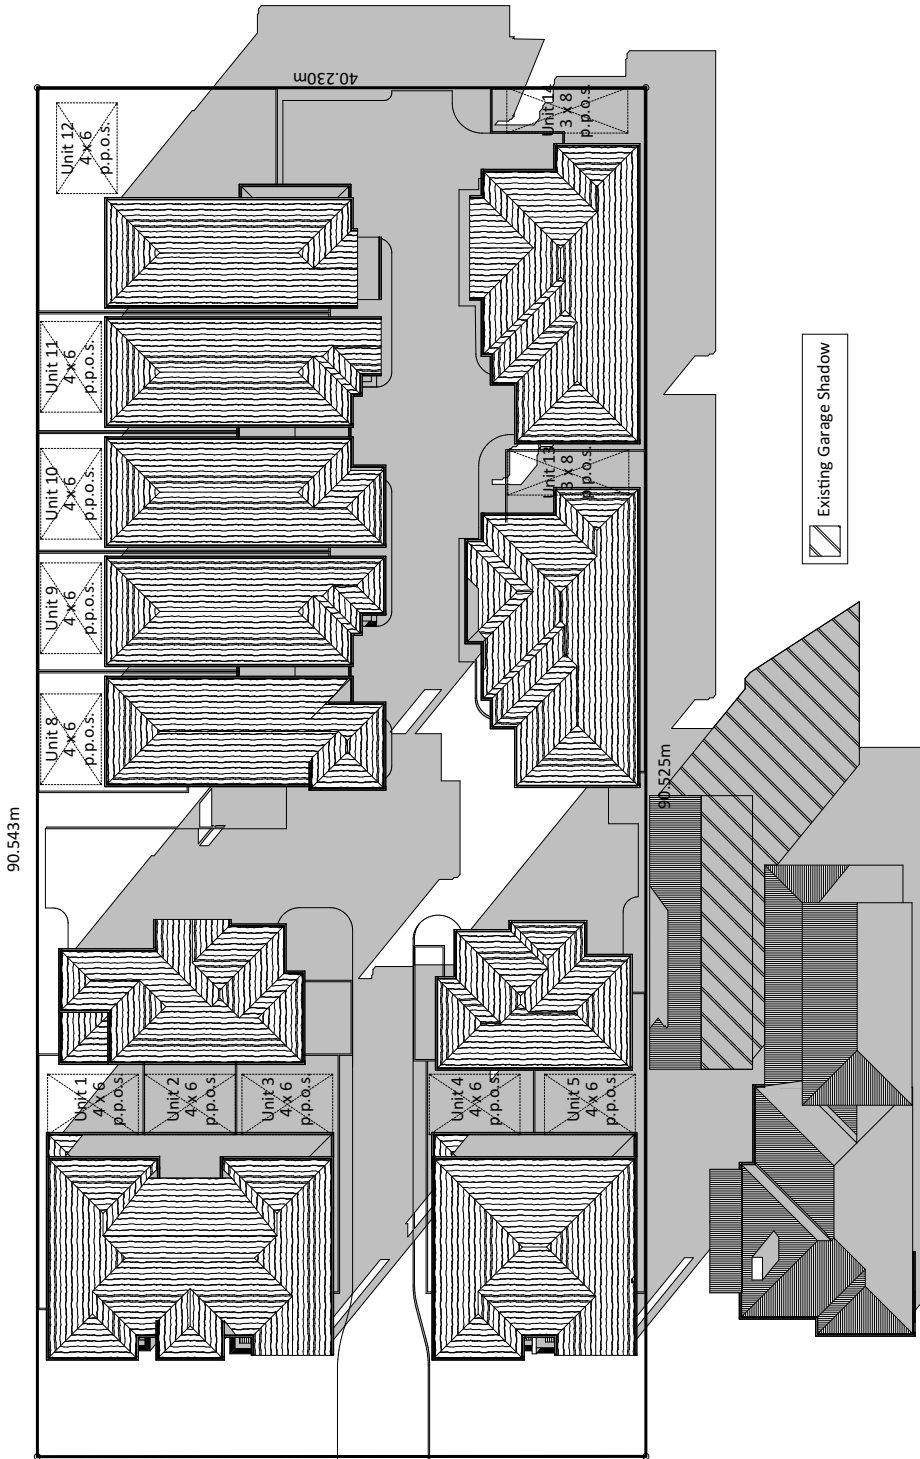 40.230m
Unit 12
4 x 6
p.p.o.s.
Unit 14
3 x 8
p.p.o.s.
Unit 11
4 x 6
p.p.o.s.
Unit 10
4 x 6
p.p.o.s.
Unit 13
3 x 8
p.p.o.s.
Existing Garage Shadow
Unit 9
4 x 6
p.p.o.s.
Unit 8
4 x 6
p.p.o.s.
90.543m
90.525m
Unit 1
4 x 6
p.p.o.s.
Unit 2
4 x 6
p.p.o.s.
Unit 3
4 x 6
p.p.o.s.
Unit 4
4 x 6
p.p.o.s.
Unit 5
4 x 6
p.p.o.s.